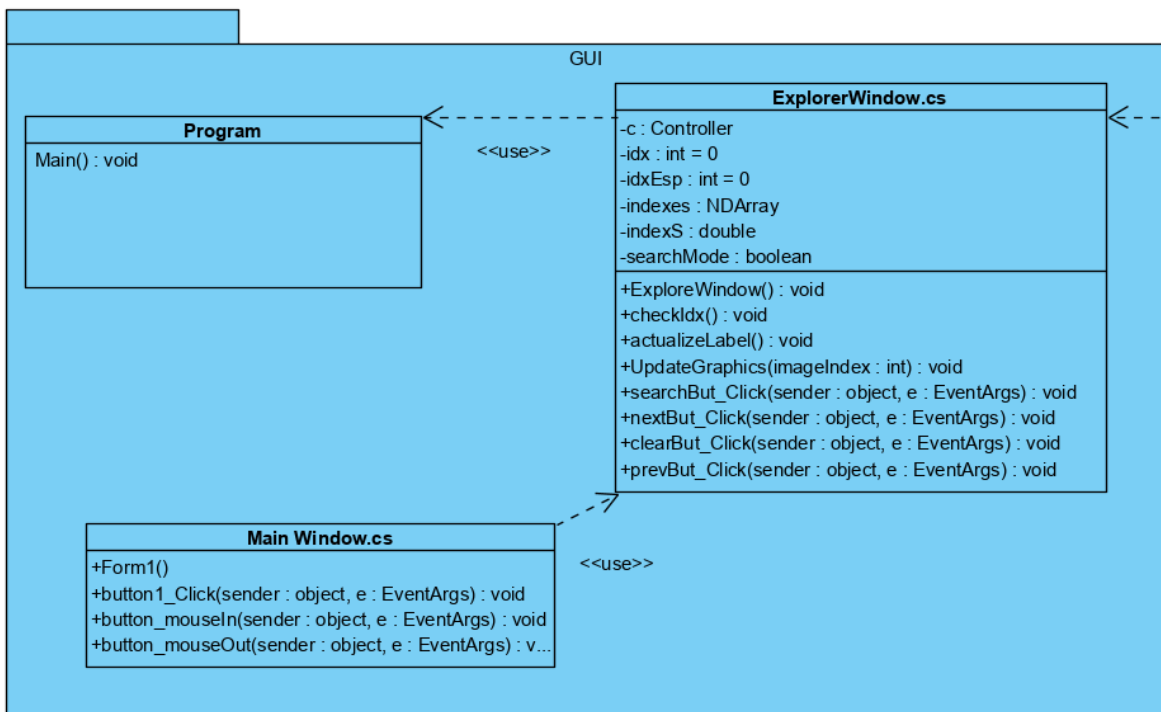 GUI
Program
Main() : void
<<use>>
ExplorerWindow.cs
-c : Controller
-idx : int = 0
-idxEsp : int = 0
-indexes : NDArray
-indexS : double
-searchMode : boolean
+ExploreWindow() : void
+checkIdx() : void
+actualizeLabel() : void
+UpdateGraphics(imageIndex : int) : void
+searchBut_Click(sender : object, e : EventArgs) : void
+nextBut_Click(sender : object, e : EventArgs) : void
+clearBut_Click(sender : object, e : EventArgs) : void
+prevBut_Click(sender : object, e : EventArgs) : void
Main Window.cs
+Form1()
+button1_Click(sender : object, e : EventArgs) : void
+button_mouseIn(sender : object, e : EventArgs) : void
+button_mouseOut(sender : object, e : EventArgs) : v...
<<use>>